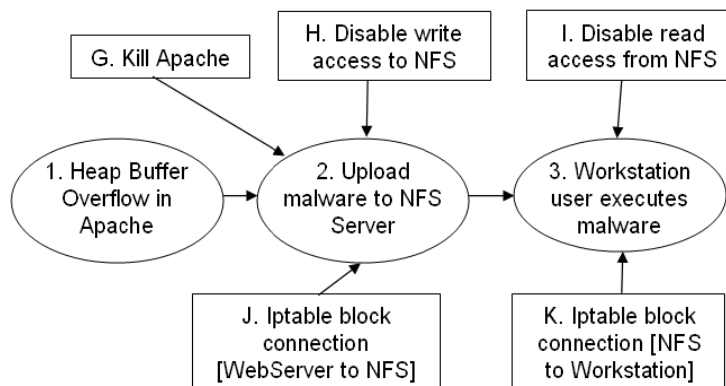 G. Kill Apache
H. Disable write
access to NFS
I. Disable read
access from NFS
1. Heap Buffer
Overflow in
Apache
2. Upload
malware to NFS
Server
3. Workstation
user executes
malware
J. Iptable block
connection
[WebServer to NFS]
K. Iptable block
connection [NFS
to Workstation]